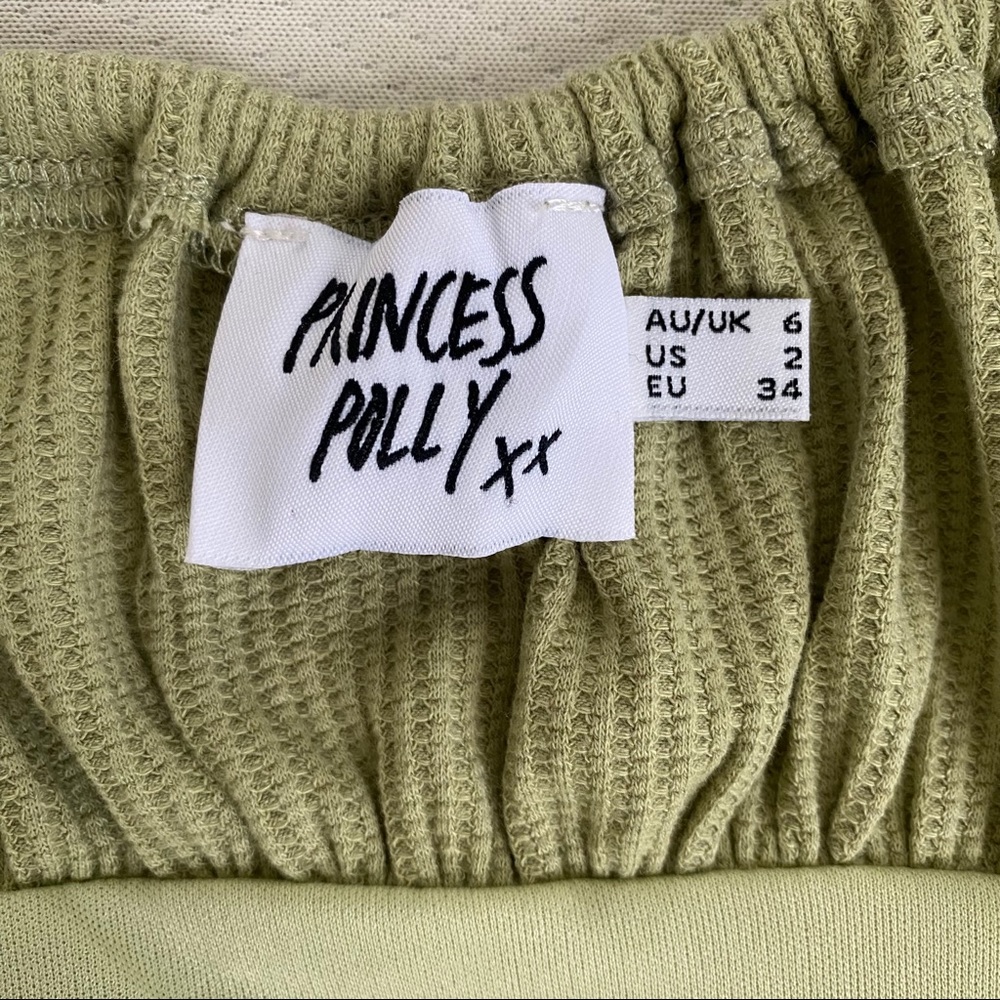 PRINCESS
POLLY xx
AU/UK 6
US 2
EU 34